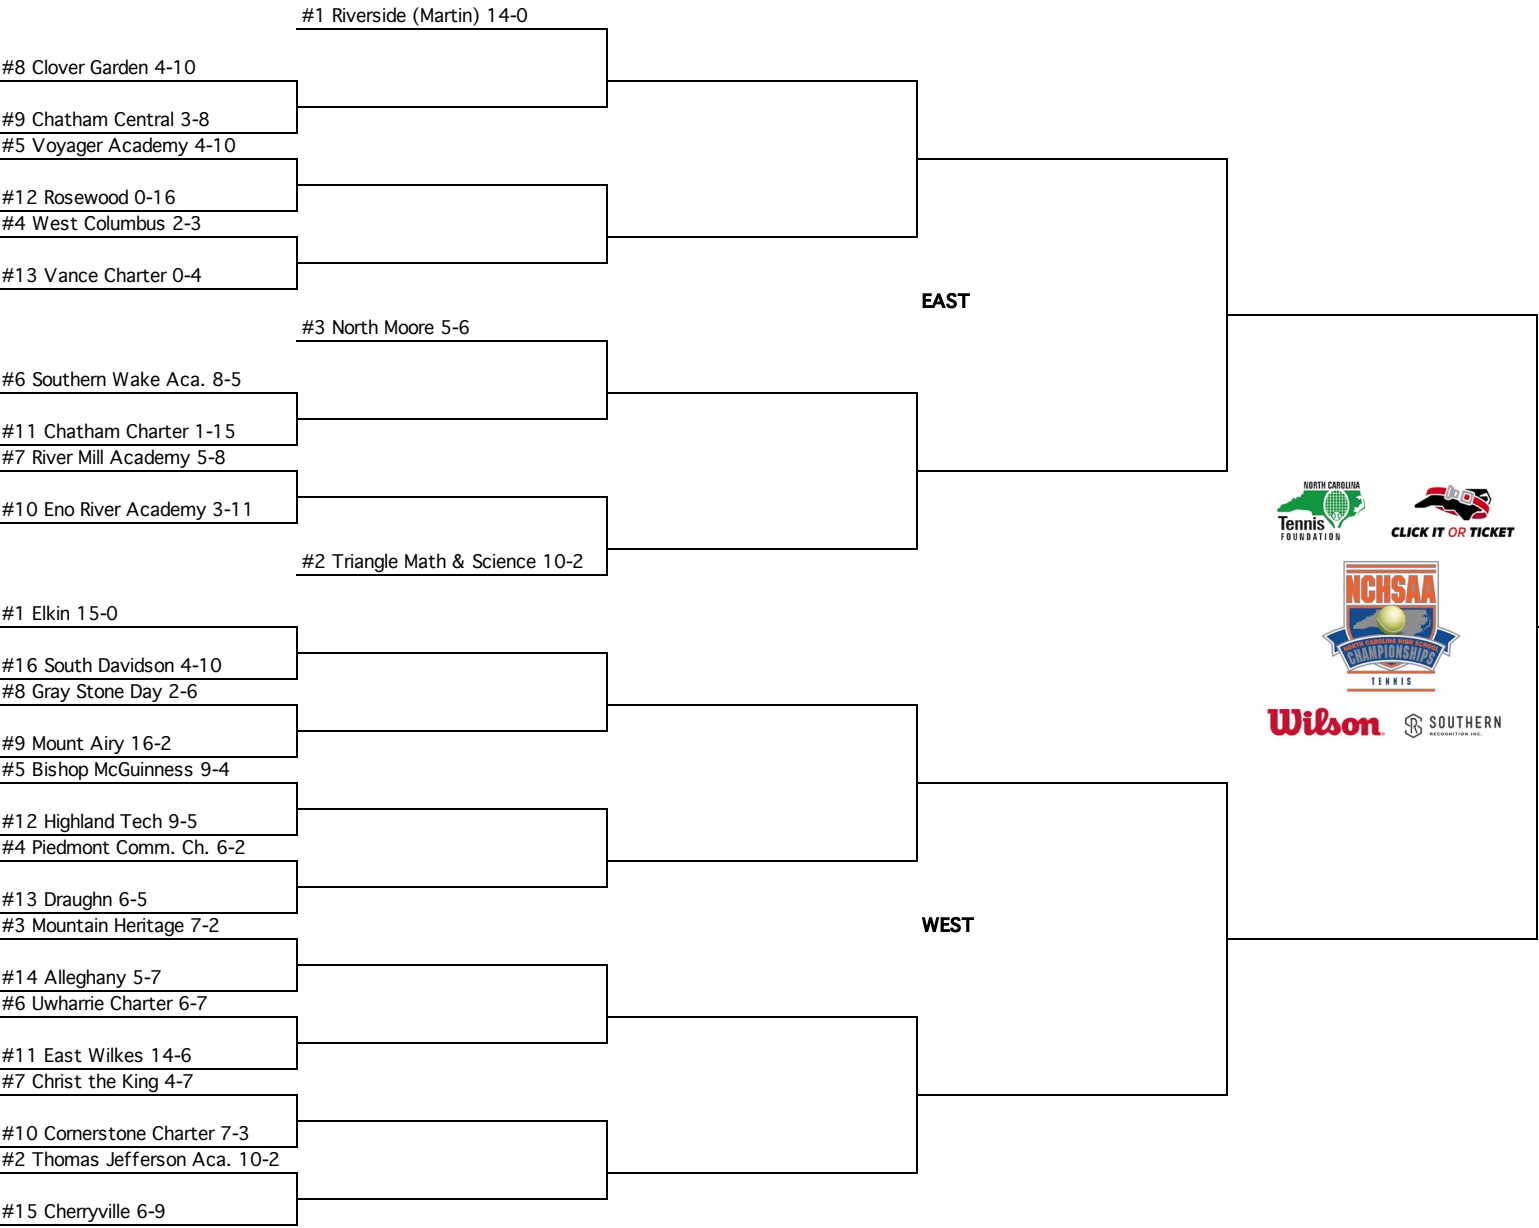 #1 Riverside (Martin) 14-0
#8 Clover Garden 4-10
#9 Chatham Central 3-8
#5 Voyager Academy 4-10
#12 Rosewood 0-16
#4 West Columbus 2-3
#13 Vance Charter 0-4
EAST
#3 North Moore 5-6
#6 Southern Wake Aca. 8-5
#11 Chatham Charter 1-15
#7 River Mill Academy 5-8
#10 Eno River Academy 3-11
#2 Triangle Math & Science 10-2
NORTH CAROLINA
Tennis
FOUNDATION
CLICK IT OR TICKET
NCHSAA
NORTH CAROLINA HIGH SCHOOL
CHAMPIONSHIPS
TENNIS
Wilson
SR SOUTHERN
RECOGNITION INC.
#1 Elkin 15-0
#16 South Davidson 4-10
#8 Gray Stone Day 2-6
#9 Mount Airy 16-2
#5 Bishop McGuinness 9-4
#12 Highland Tech 9-5
#4 Piedmont Comm. Ch. 6-2
#13 Draughn 6-5
#3 Mountain Heritage 7-2
WEST
#14 Alleghany 5-7
#6 Uwharrie Charter 6-7
#11 East Wilkes 14-6
#7 Christ the King 4-7
#10 Cornerstone Charter 7-3
#2 Thomas Jefferson Aca. 10-2
#15 Cherryville 6-9